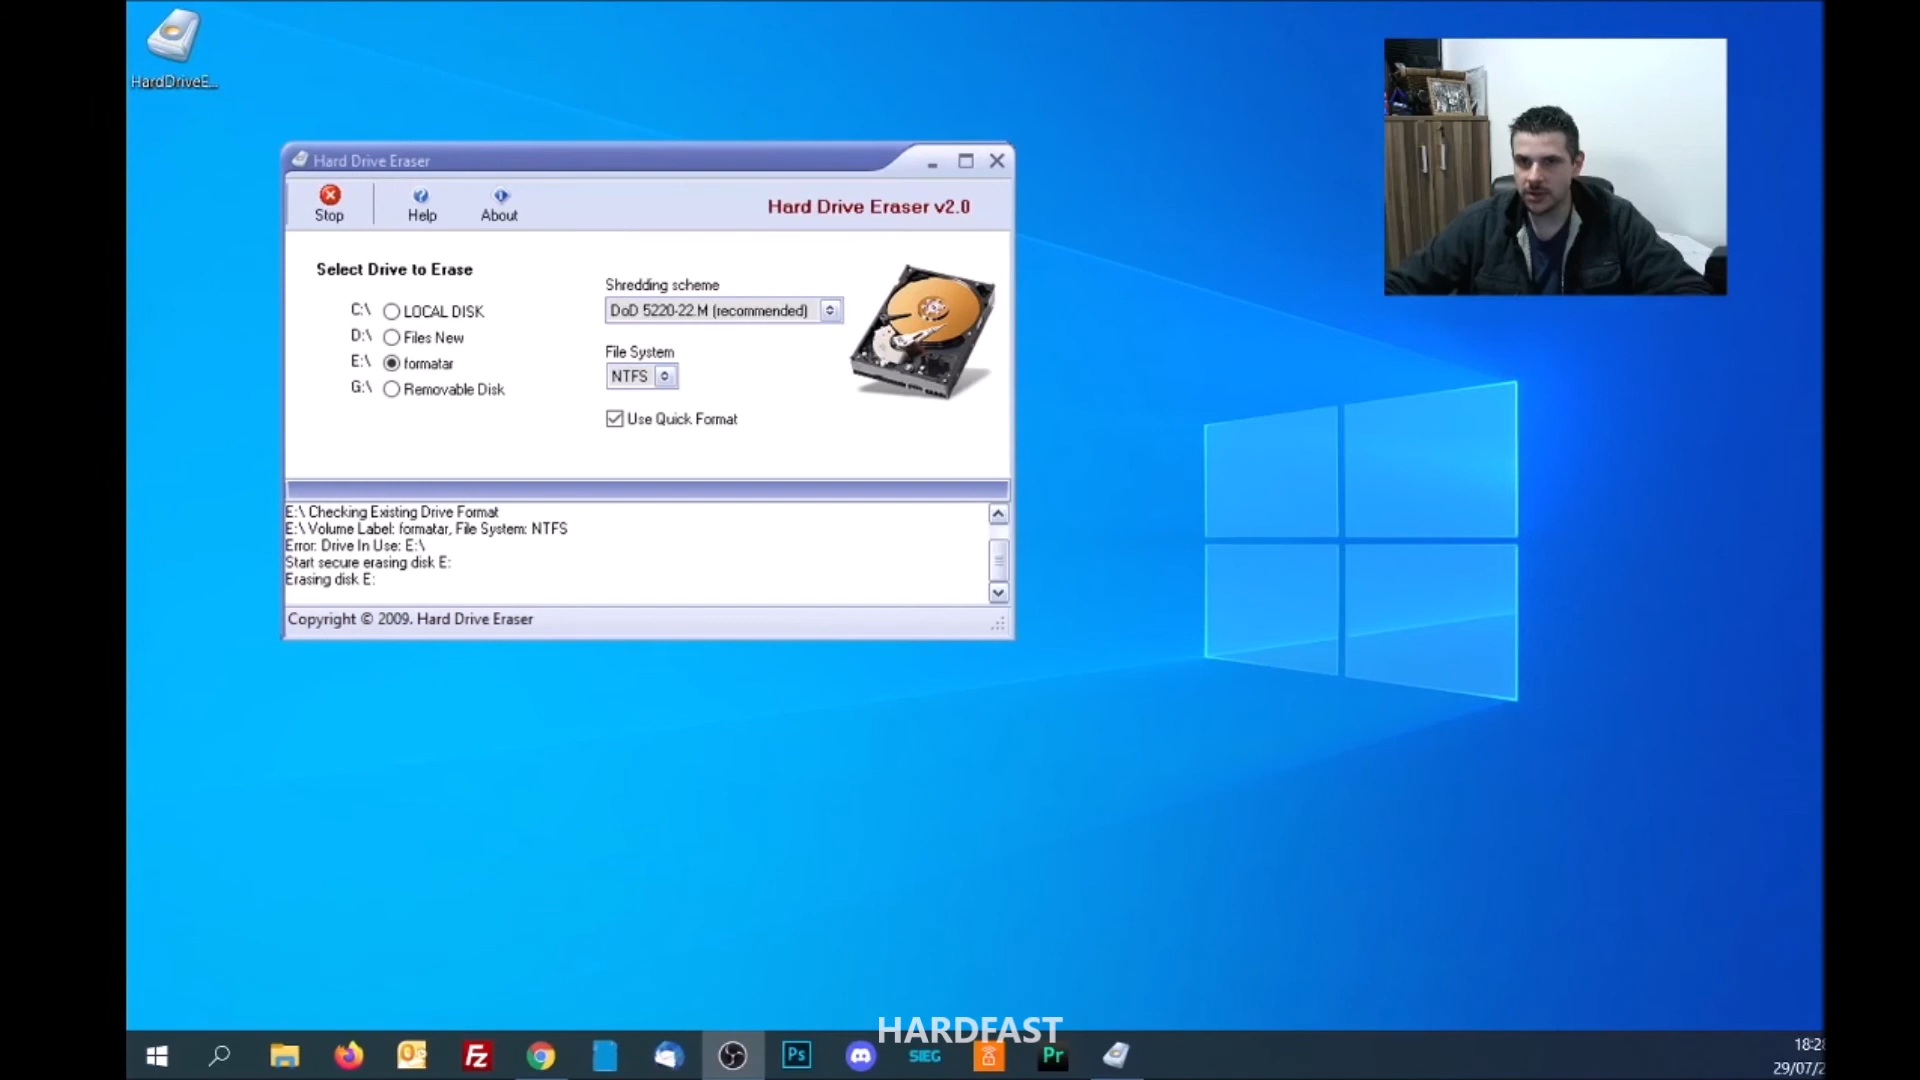 HardDriveE...
Hard Drive Eraser
Stop
Help
About
Hard Drive Eraser v2.0
Select Drive to Erase
C:\ LOCAL DISK
D:\ Files New
E:\ formatar
G:\ Removable Disk
Shredding scheme
DoD 5220-22.M (recommended)
File System
NTFS
Use Quick Format
E:\ Checking Existing Drive Format
E:\ Volume Label: formatar, File System: NTFS
Error: Drive In Use: E:\
Start secure erasing disk E:
Erasing disk E:
Copyright © 2009. Hard Drive Eraser
HARDFAST
Fz
Ps
SIEG
Pr
18:28
29/07/2